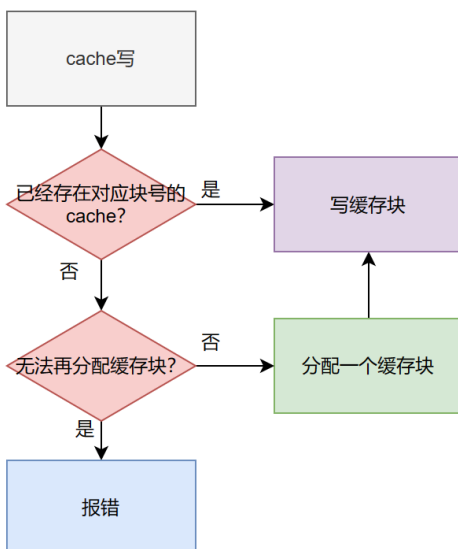 cache写
已经存在对应块号的
cache？
是
写缓存块
否
无法再分配缓存块？
否
分配一个缓存块
是
报错